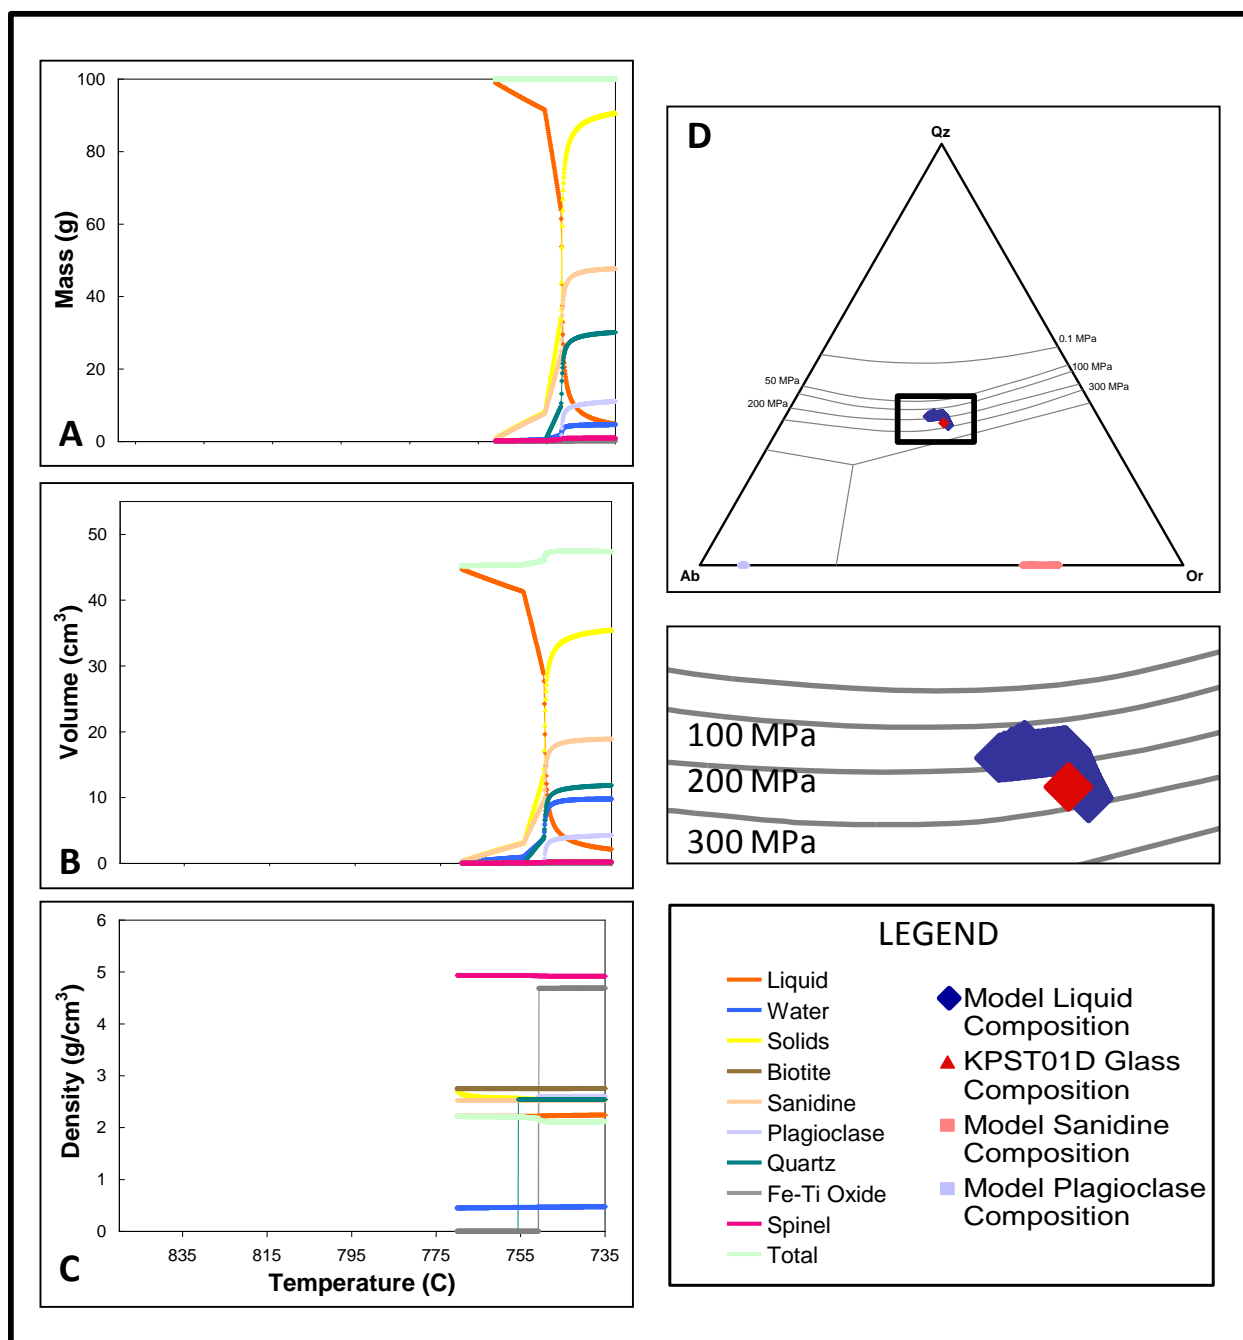 100
80
60
40
20
0
Mass (g)
A
50
40
30
20
10
0
Volume (cm3)
B
6
5
4
3
2
1
0
Density (g/cm3)
C
835
815
795
775
755
735
Temperature (C)
D
Qz
0.1 MPa
100 MPa
50 MPa
300 MPa
200 MPa
Ab
Or
100 MPa
200 MPa
300 MPa
LEGEND
Liquid
Water
Solids
Biotite
Sanidine
Plagioclase
Quartz
Fe-Ti Oxide
Spinel
Total
Model Liquid
Composition
KPST01D Glass
Composition
Model Sanidine
Composition
Model Plagioclase
Composition